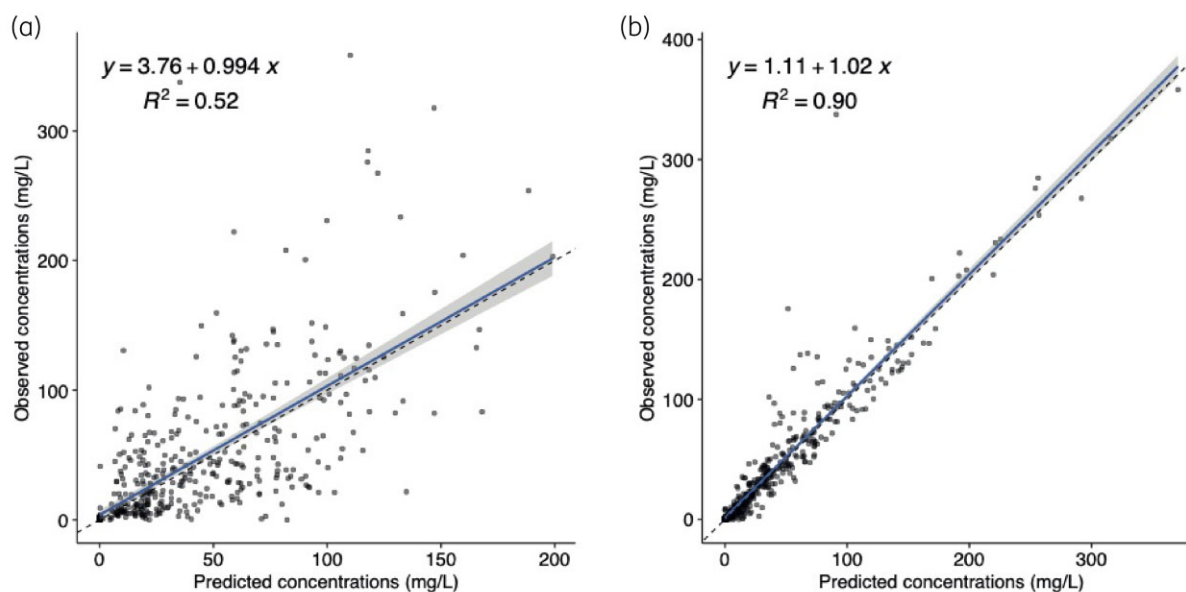 (a)
y = 3.76 + 0.994 x
R² = 0.52
300
200
100
0
Observed concentrations (mg/L)
0 50 100 150 200
Predicted concentrations (mg/L)
(b)
y = 1.11 + 1.02 x
R² = 0.90
400
300
200
100
0
Observed concentrations (mg/L)
0 100 200 300
Predicted concentrations (mg/L)